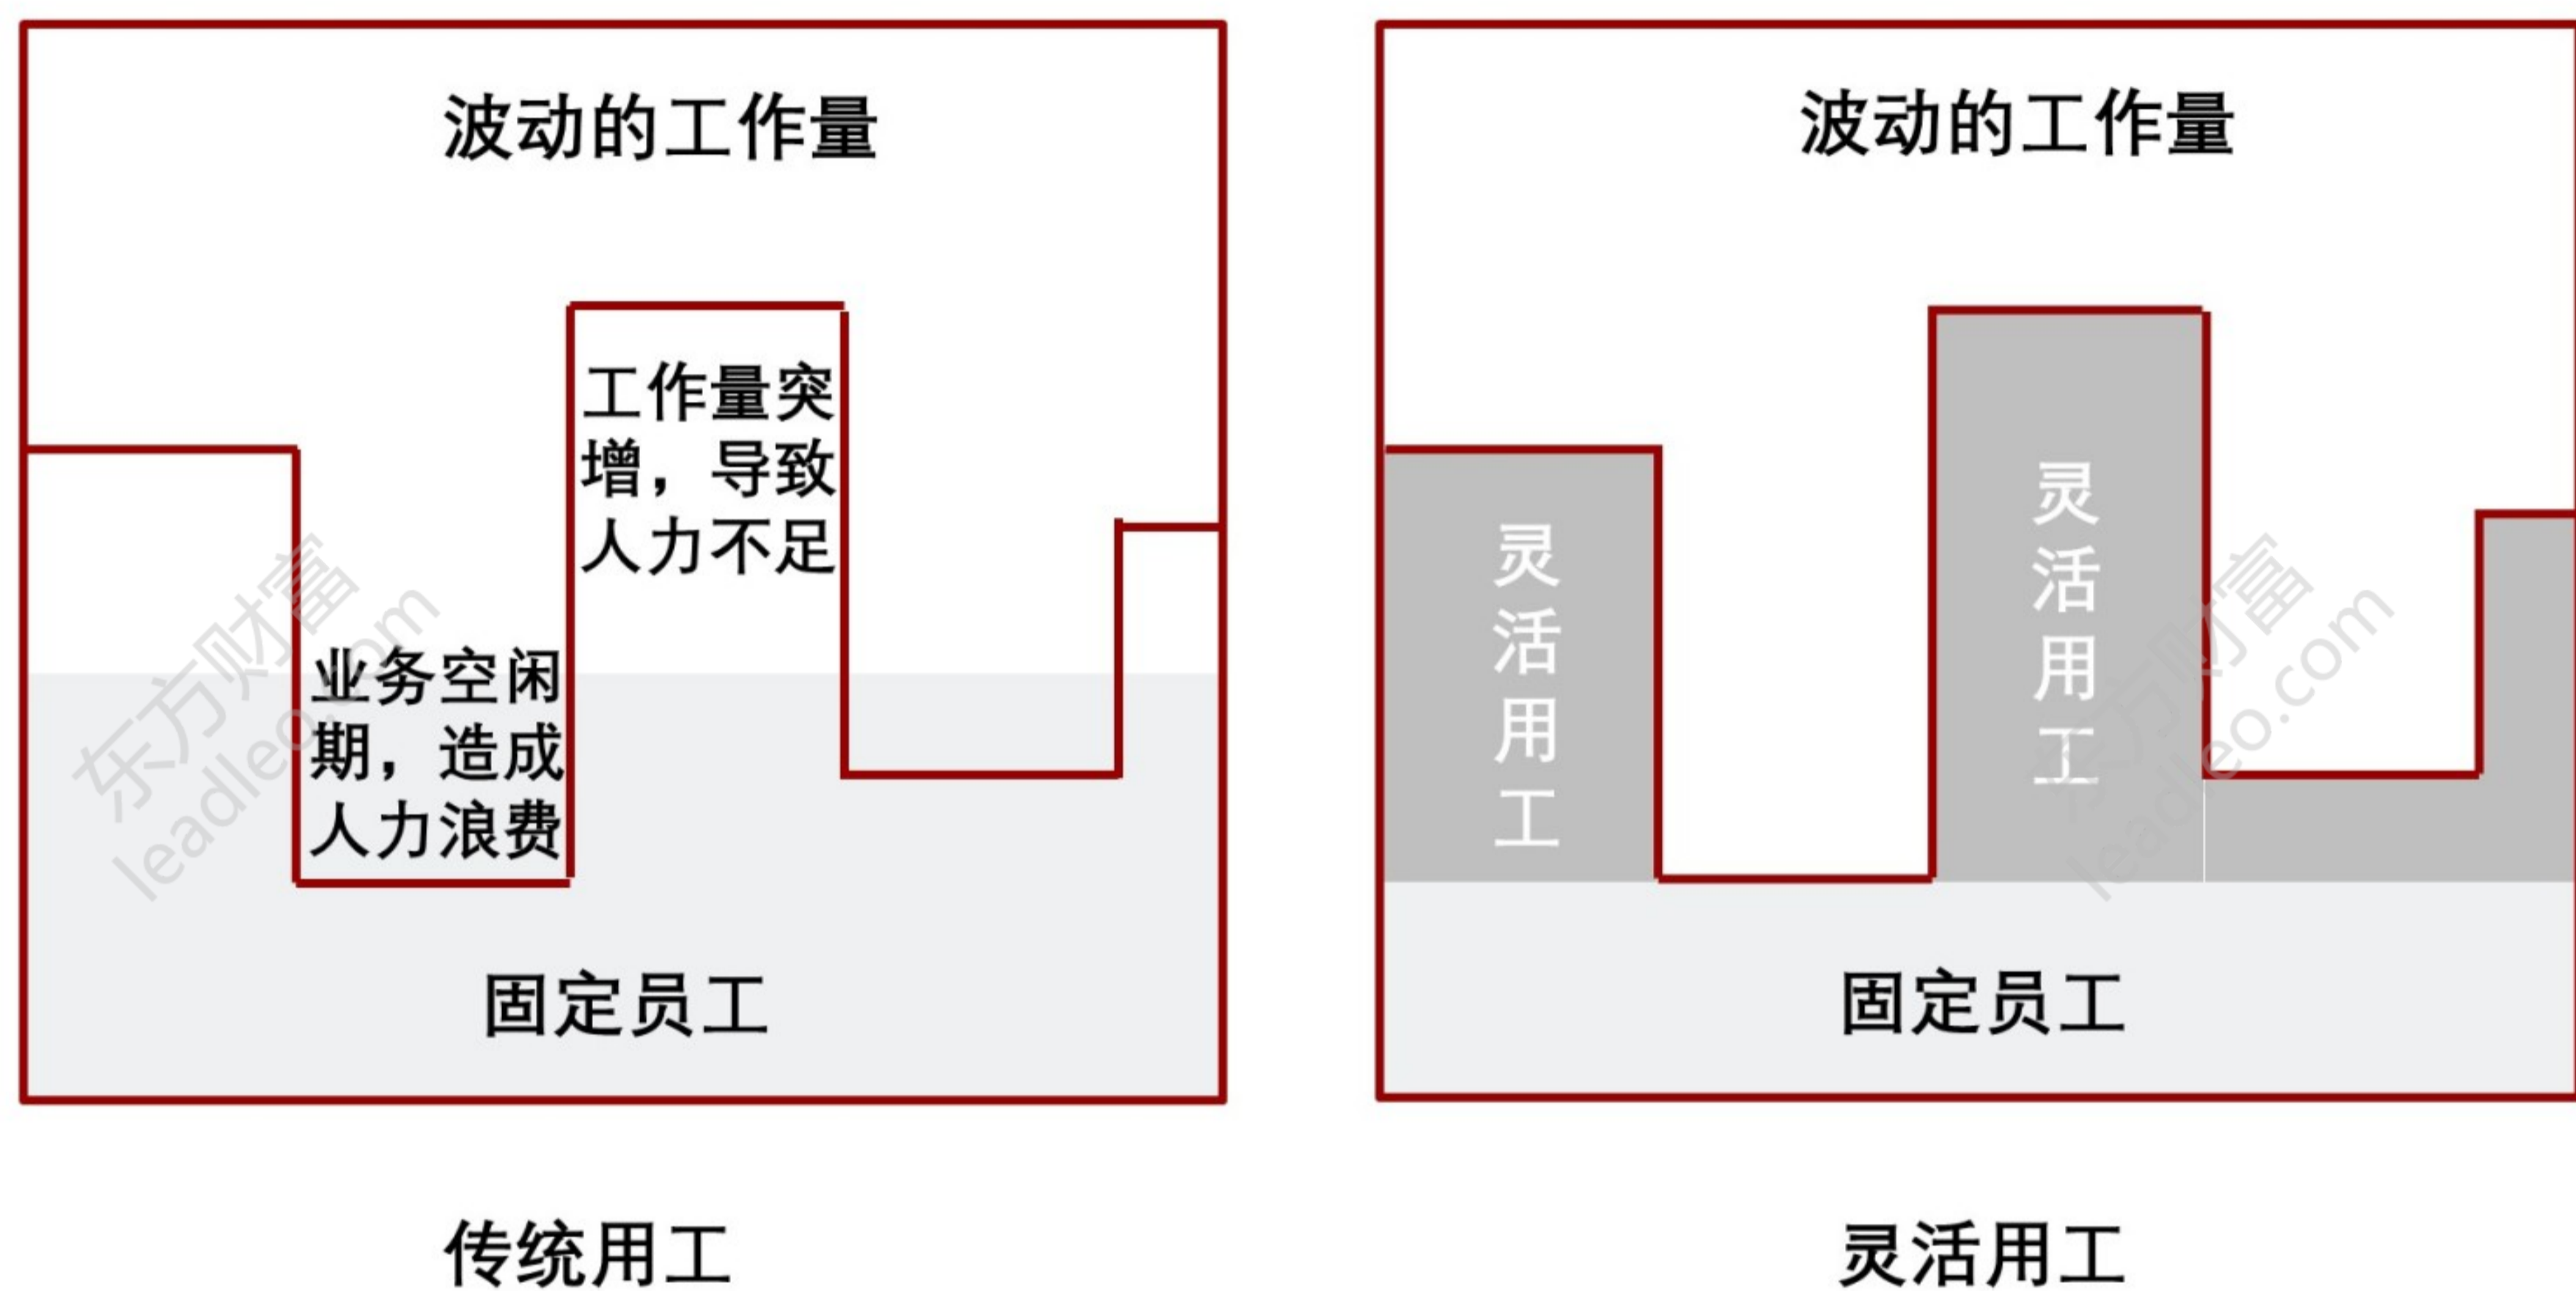 波动的工作量
工作量突
增，导致
人力不足
业务空闲
期，造成
人力浪费
固定员工
传统用工
东方财富
leadleo.com
波动的工作量
灵活用工
灵活用工
固定员工
灵活用工
东方财富
leadleo.com